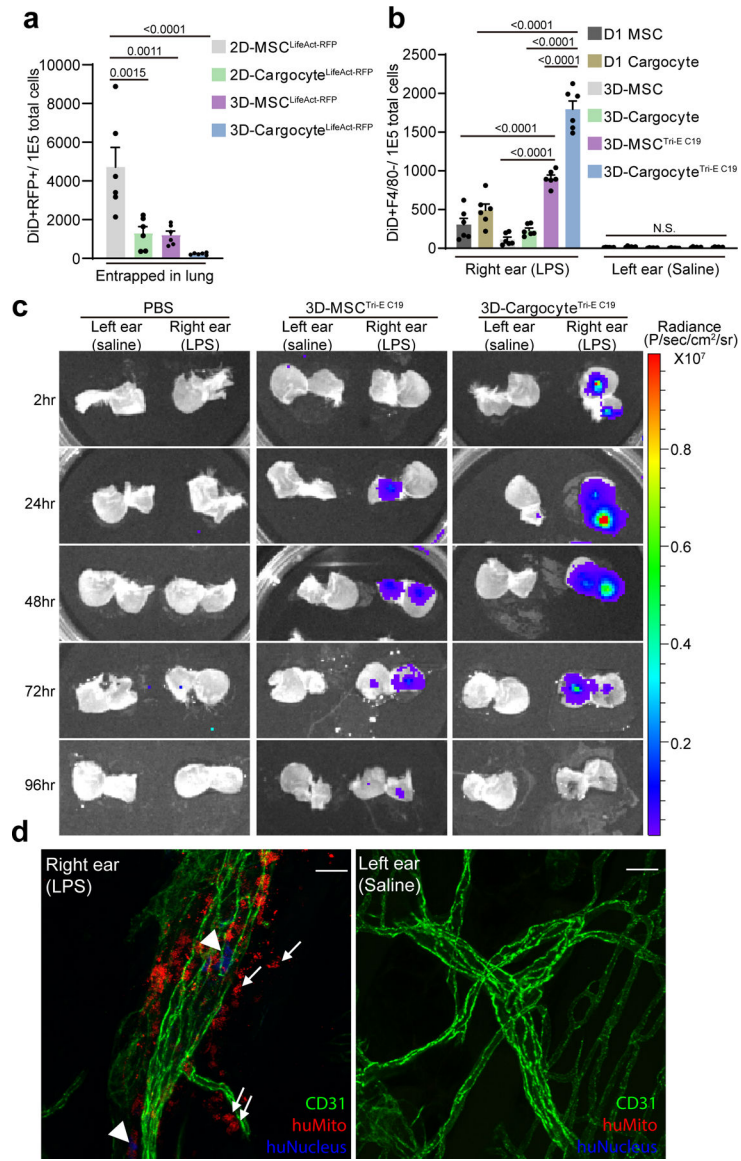 a
<0.0001
0.0011
0.0015
10000
8000
6000
4000
2000
0
DiD+RFP+/ 1E5 total cells
Entrapped in lung
2D-MSC^LifeAct-RFP
2D-Cargocyte^LifeAct-RFP
3D-MSC^LifeAct-RFP
3D-Cargocyte^LifeAct-RFP
b
<0.0001
<0.0001
<0.0001
<0.0001
<0.0001
2500
2000
1500
1000
500
0
DiD+F4/80-/ 1E5 total cells
N.S.
Right ear (LPS)
Left ear (Saline)
D1 MSC
D1 Cargocyte
3D-MSC
3D-Cargocyte
3D-MSC^Tri-E C19
3D-Cargocyte^Tri-E C19
c
PBS
3D-MSC^Tri-E C19
3D-Cargocyte^Tri-E C19
Left ear
(saline)
Right ear
(LPS)
Left ear
(saline)
Right ear
(LPS)
Left ear
(saline)
Right ear
(LPS)
Radiance
(P/sec/cm²/sr)
X10⁷
0.8
0.6
0.4
0.2
2hr
24hr
48hr
72hr
96hr
d
Right ear
(LPS)
CD31
huMito
huNucleus
Left ear
(Saline)
CD31
huMito
huNucleus